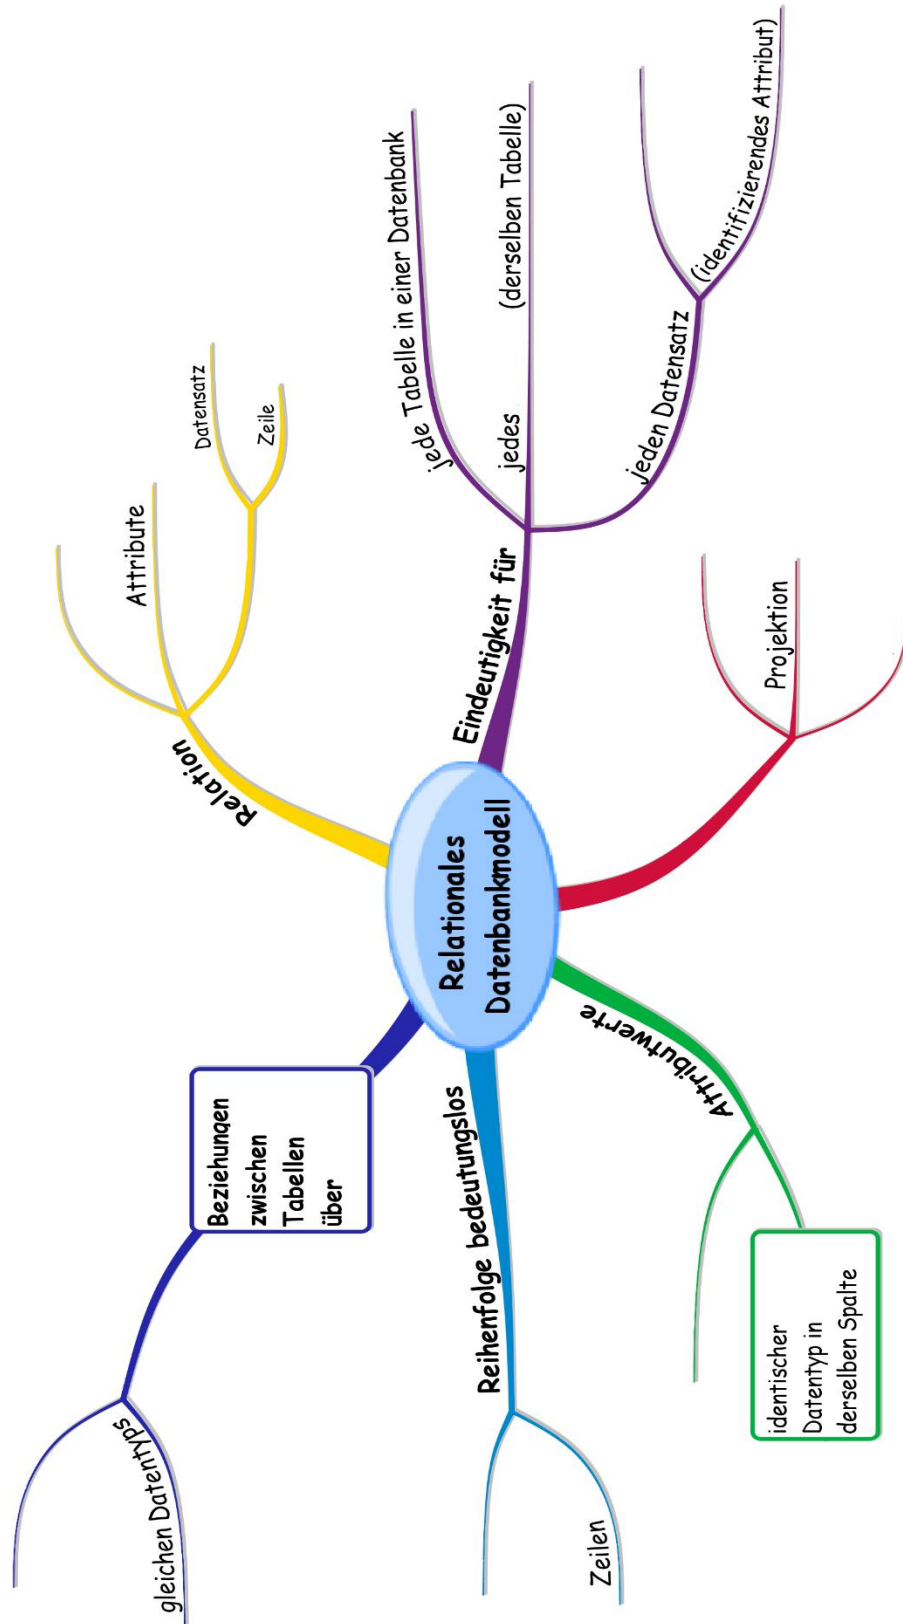 Relationales
Datenbankmodell
Relation
Attribute
Datensatz
Zeile
Eindeutigkeit für
jede Tabelle in einer Datenbank
jedes (derselben Tabelle)
jeden Datensatz
(identifizierendes Attribut)
Projektion
Attributwerte
identischer
Datentyp in
derselben Spalte
Reihenfolge bedeutungslos
Zeilen
Beziehungen
zwischen
Tabellen
über
gleichen Datentyps